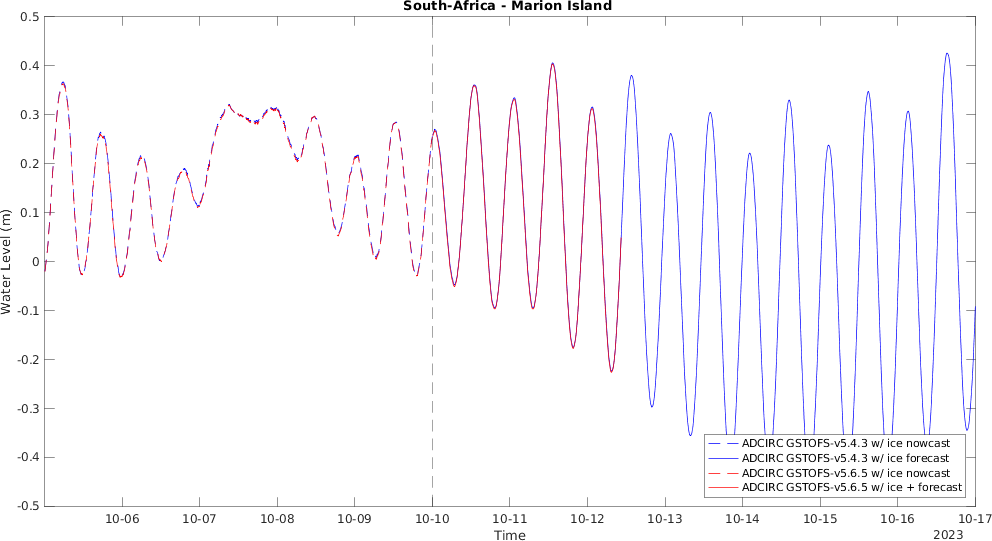 South-Africa - Marion Island
0.5
0.4
0.3
0.2
0.1
0
-0.1
-0.2
-0.3
-0.4
-0.5
Water Level (m)
ADCIRC GSTOFS-v5.4.3 w/ ice nowcast
ADCIRC GSTOFS-v5.4.3 w/ ice forecast
ADCIRC GSTOFS-v5.6.5 w/ ice nowcast
ADCIRC GSTOFS-v5.6.5 w/ ice + forecast
10-06 10-07 10-08 10-09 10-10 10-11 10-12 10-13 10-14 10-15 10-16 10-17
Time
2023